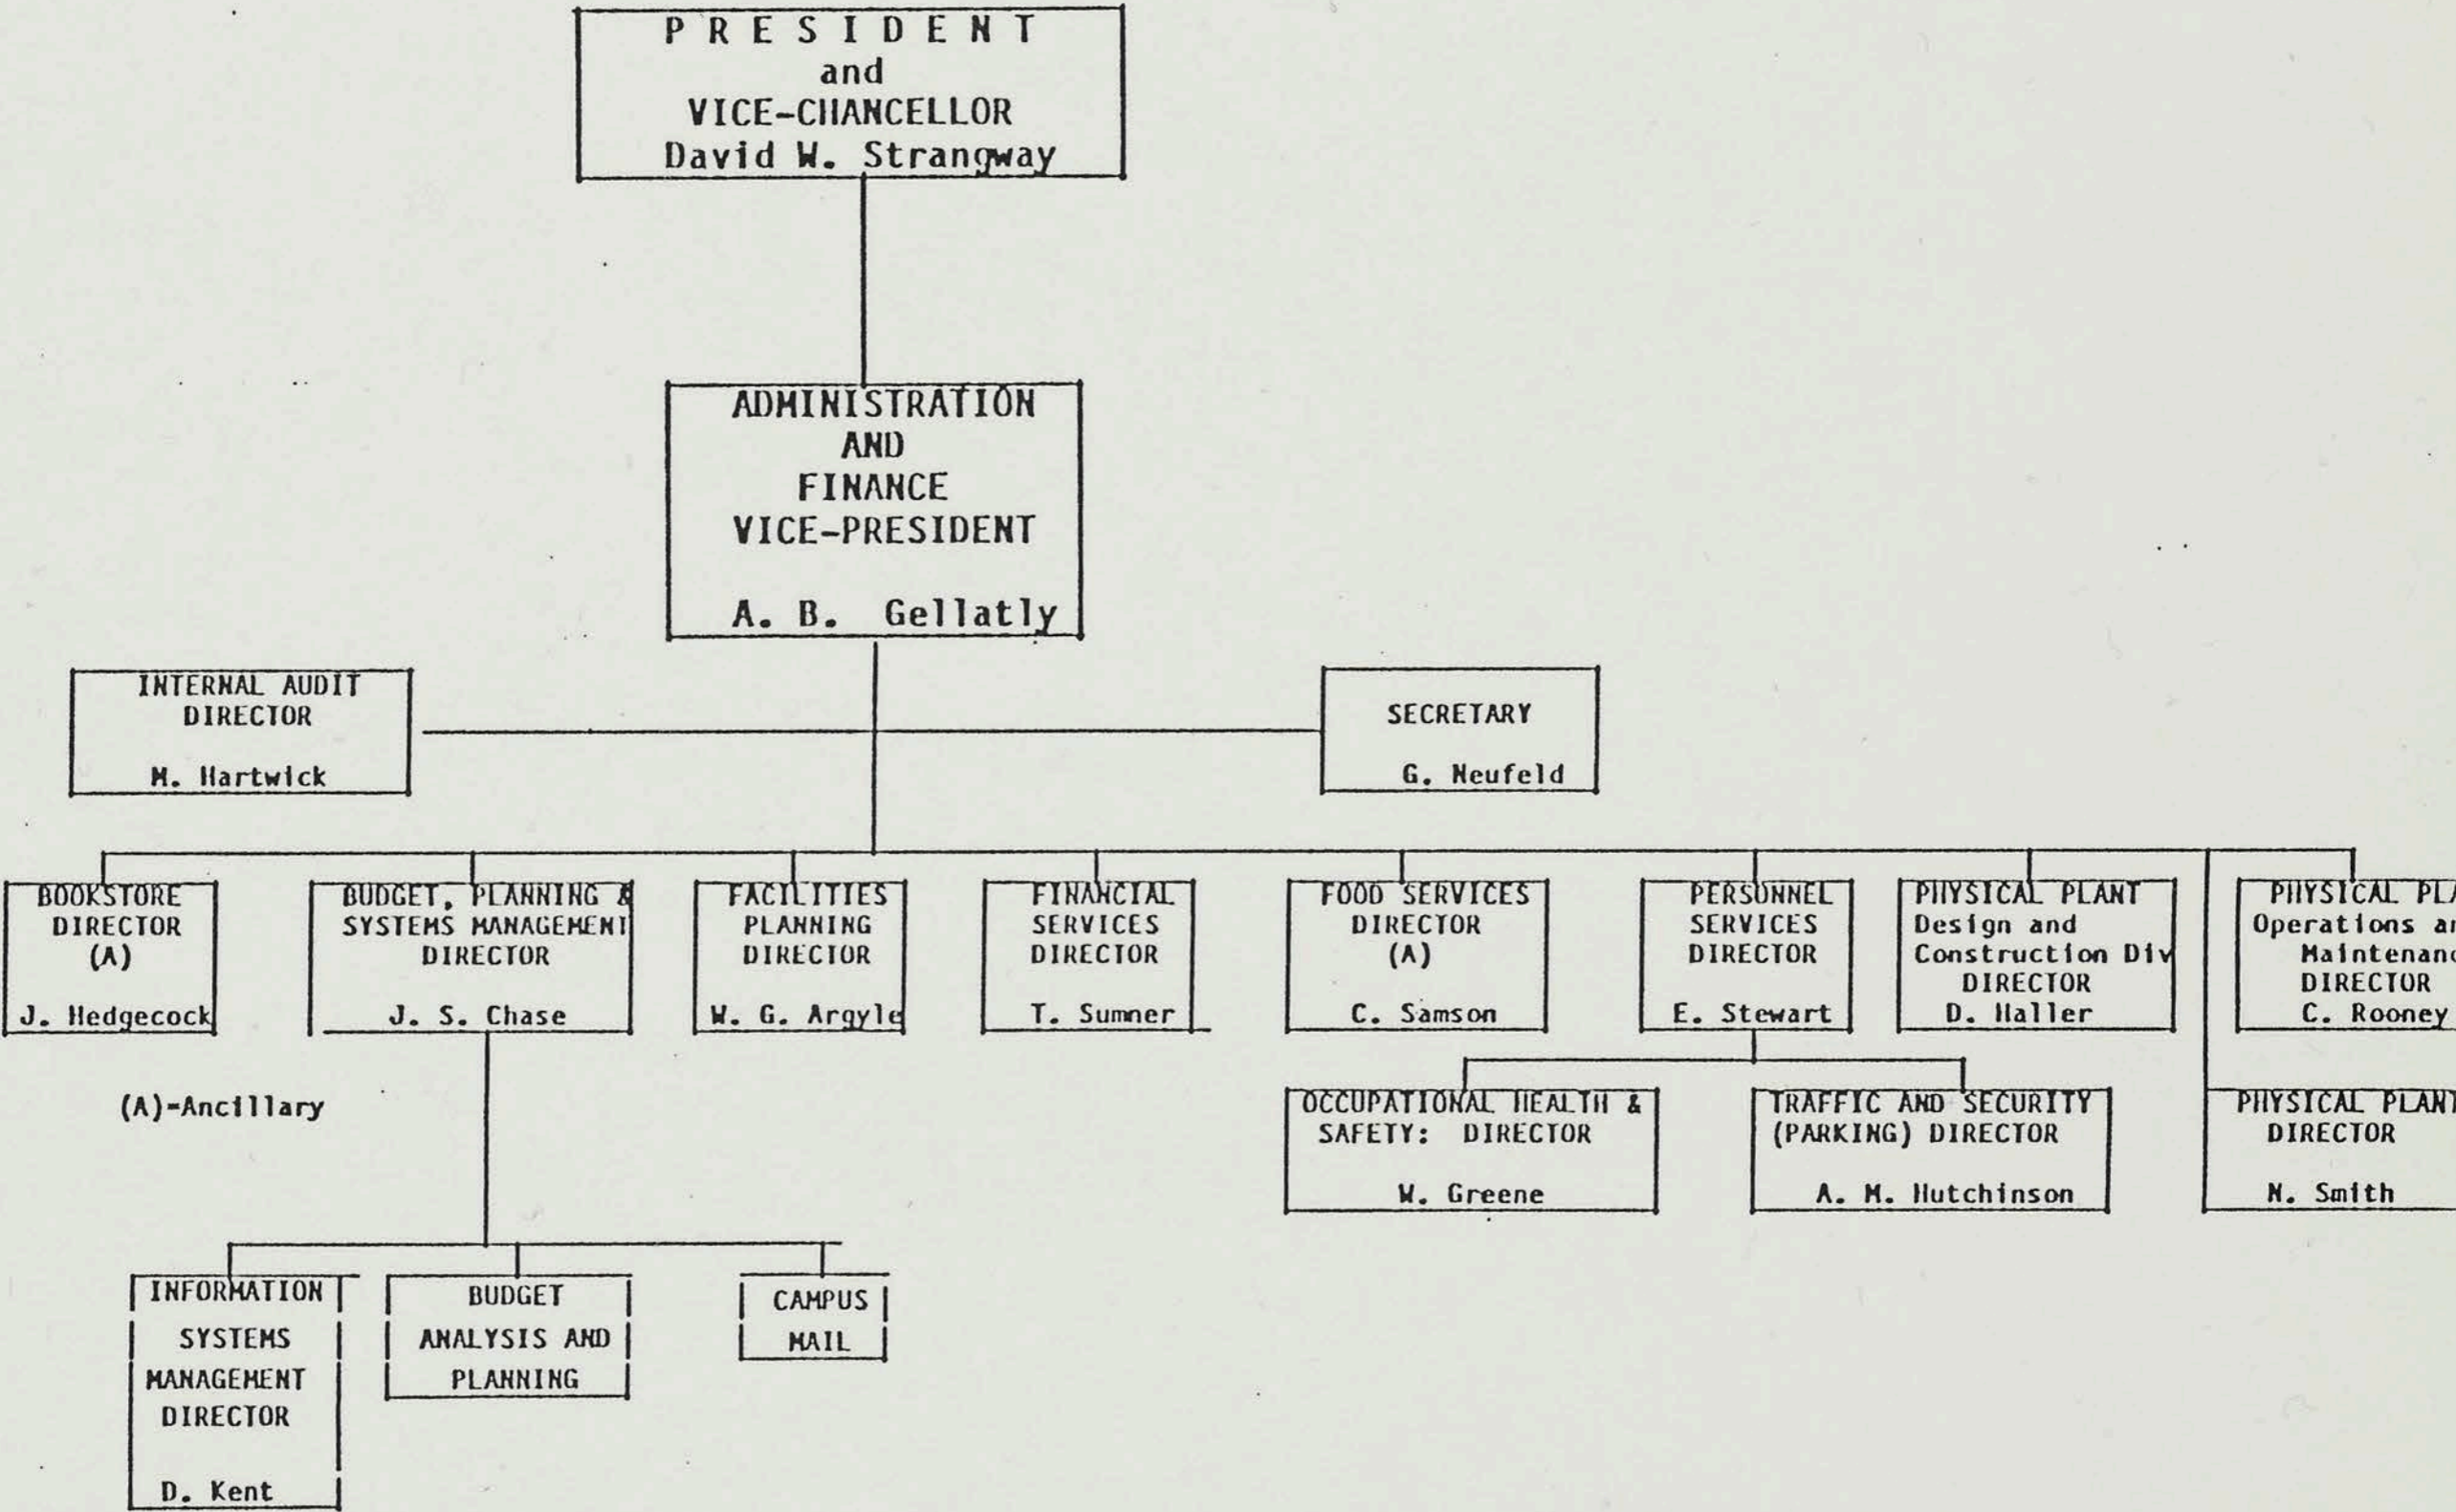 PRESIDENT
and
VICE-CHANCELLOR
David W. Strangway
ADMINISTRATION
AND
FINANCE
VICE-PRESIDENT
A. B. Gellatly
INTERNAL AUDIT
DIRECTOR
M. Hartwick
SECRETARY
G. Neufeld
BOOKSTORE
DIRECTOR
(A)
J. Hedgecock
BUDGET, PLANNING &
SYSTEMS MANAGEMENT
DIRECTOR
J. S. Chase
FACILITIES
PLANNING
DIRECTOR
W. G. Argyle
FINANCIAL
SERVICES
DIRECTOR
T. Sumner
FOOD SERVICES
DIRECTOR
(A)
C. Samson
PERSONNEL
SERVICES
DIRECTOR
E. Stewart
PHYSICAL PLANT
Design and
Construction Div
DIRECTOR
D. Haller
PHYSICAL
Operations
DIRECTOR
C. Rooney
(A)=Ancillary
OCCUPATIONAL HEALTH &
SAFETY: DIRECTOR
W. Greene
TRAFFIC AND SECURITY
(PARKING) DIRECTOR
A. M. Hutchinson
PHYSICAL PLANT
DIRECTOR
N. Smith
INFORMATION
SYSTEMS
MANAGEMENT
DIRECTOR
D. Kent
BUDGET
ANALYSIS AND
PLANNING
CAMPUS
MAIL